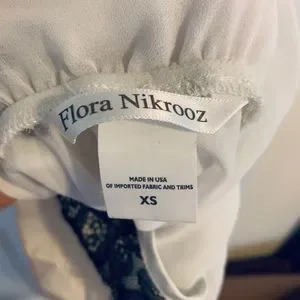 Flora Nikrooz
MADE IN USA
OF IMPORTED FABRIC AND TRIMS
XS